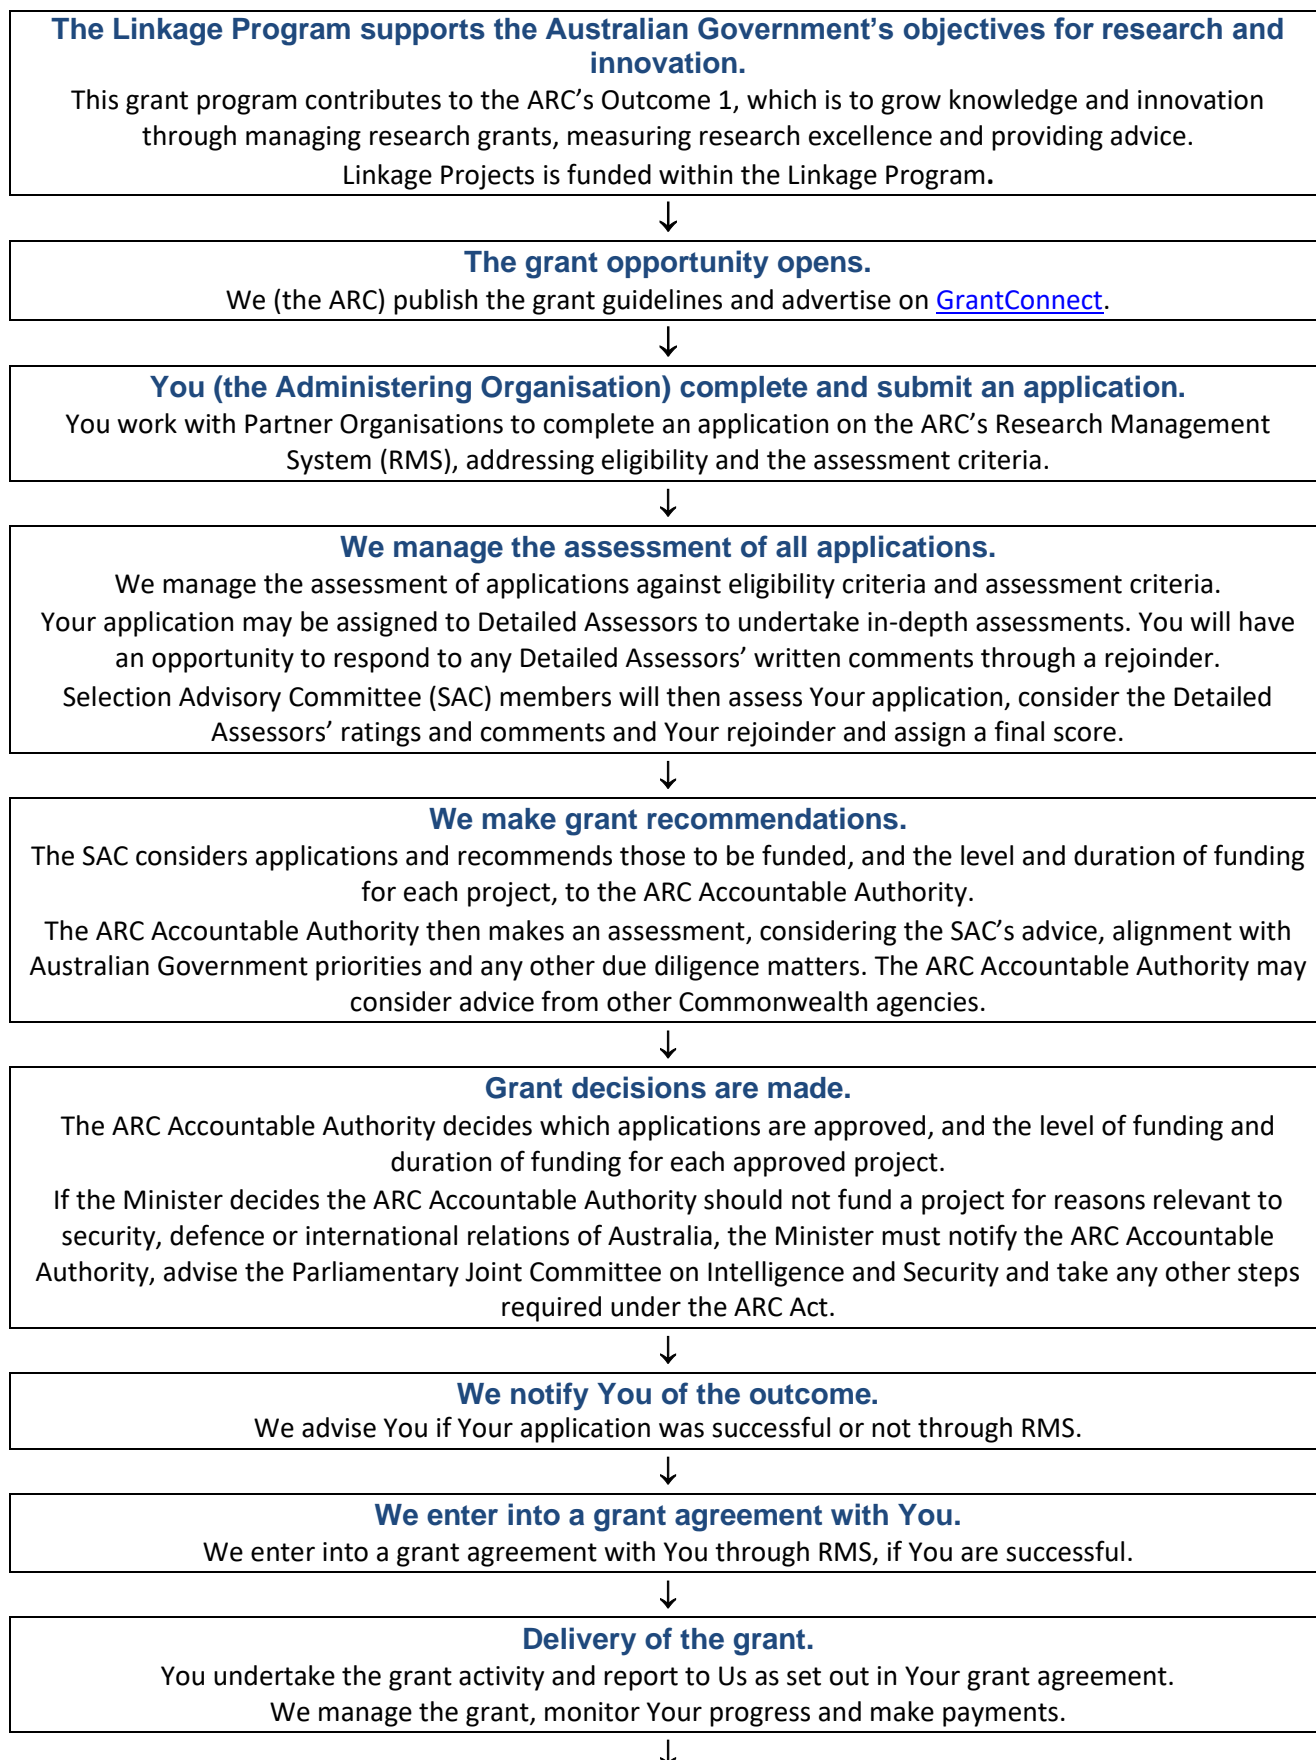 The Linkage Program supports the Australian Government's objectives for research and
innovation.
This grant program contributes to the ARC's Outcome 1, which is to grow knowledge and innovation
through managing research grants, measuring research excellence and providing advice.
Linkage Projects is funded within the Linkage Program.
↓
The grant opportunity opens.
We (the ARC) publish the grant guidelines and advertise on GrantConnect.
↓
You (the Administering Organisation) complete and submit an application.
You work with Partner Organisations to complete an application on the ARC's Research Management
System (RMS), addressing eligibility and the assessment criteria.
↓
We manage the assessment of all applications.
We manage the assessment of applications against eligibility criteria and assessment criteria.
Your application may be assigned to Detailed Assessors to undertake in-depth assessments. You will have
an opportunity to respond to any Detailed Assessors' written comments through a rejoinder.
Selection Advisory Committee (SAC) members will then assess Your application, consider the Detailed
Assessors' ratings and comments and Your rejoinder and assign a final score.
↓
We make grant recommendations.
The SAC considers applications and recommends those to be funded, and the level and duration of funding
for each project, to the ARC Accountable Authority.
The ARC Accountable Authority then makes an assessment, considering the SAC's advice, alignment with
Australian Government priorities and any other due diligence matters. The ARC Accountable Authority may
consider advice from other Commonwealth agencies.
↓
Grant decisions are made.
The ARC Accountable Authority decides which applications are approved, and the level of funding and
duration of funding for each approved project.
If the Minister decides the ARC Accountable Authority should not fund a project for reasons relevant to
security, defence or international relations of Australia, the Minister must notify the ARC Accountable
Authority, advise the Parliamentary Joint Committee on Intelligence and Security and take any other steps
required under the ARC Act.
↓
We notify You of the outcome.
We advise You if Your application was successful or not through RMS.
↓
We enter into a grant agreement with You.
We enter into a grant agreement with You through RMS, if You are successful.
↓
Delivery of the grant.
You undertake the grant activity and report to Us as set out in Your grant agreement.
We manage the grant, monitor Your progress and make payments.
↓